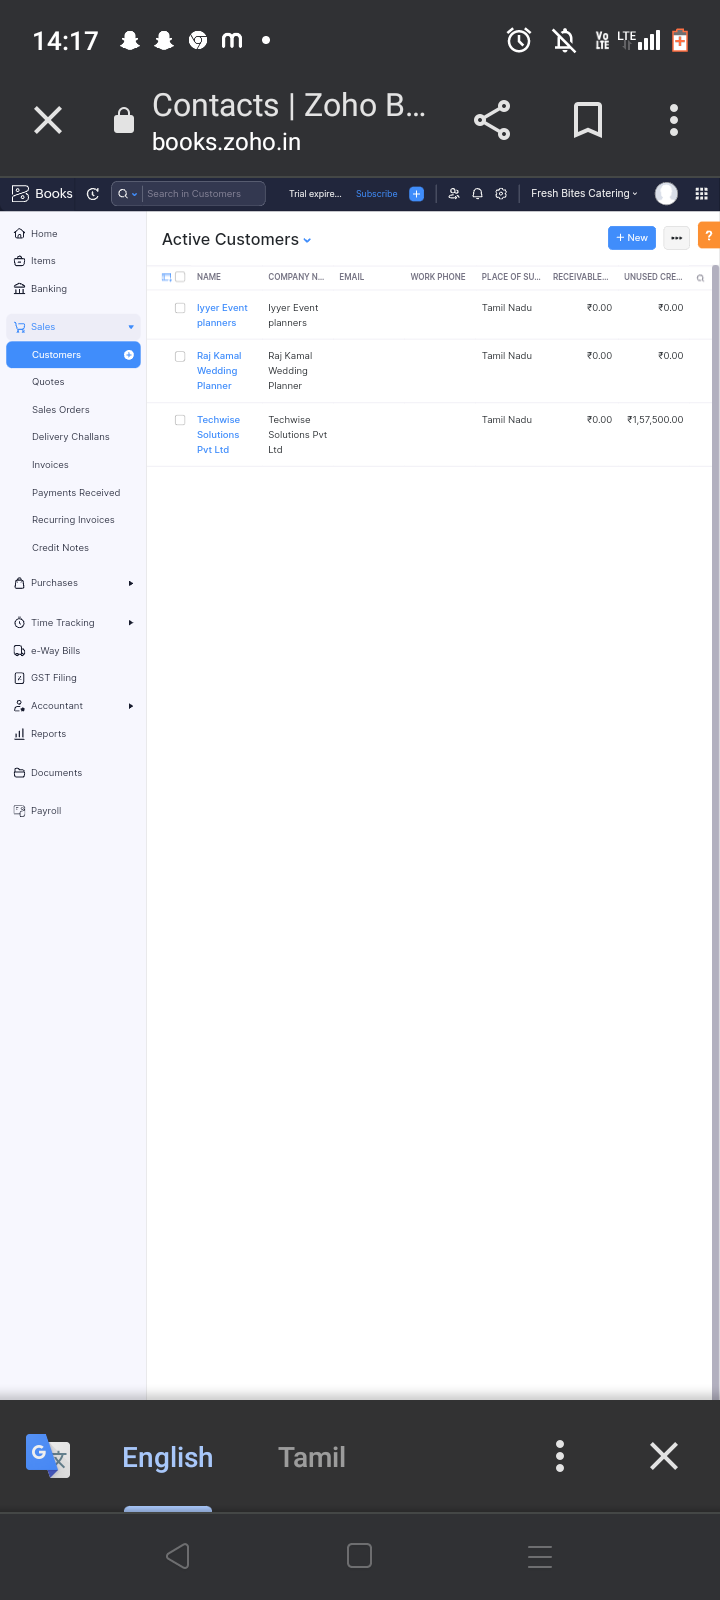 14:17
Vo LTE LTE
Contacts | Zoho B...
books.zoho.in
Books Search in Customers Trial expire... Subscribe Fresh Bites Catering
Home
Items
Banking
Sales
Customers
Quotes
Sales Orders
Delivery Challans
Invoices
Payments Received
Recurring Invoices
Credit Notes
Purchases
Time Tracking
e-Way Bills
GST Filing
Accountant
Reports
Documents
Payroll
Active Customers
+ New ... ?
NAME COMPANY N... EMAIL WORK PHONE PLACE OF SU... RECEIVABLE... UNUSED CRE...
Iyyer Event Iyyer Event Tamil Nadu ₹0.00 ₹0.00
planners planners
Raj Kamal Raj Kamal Tamil Nadu ₹0.00 ₹0.00
Wedding Wedding
Planner Planner
Techwise Techwise Tamil Nadu ₹0.00 ₹1,57,500.00
Solutions Solutions Pvt
Pvt Ltd Ltd
G 文
English Tamil